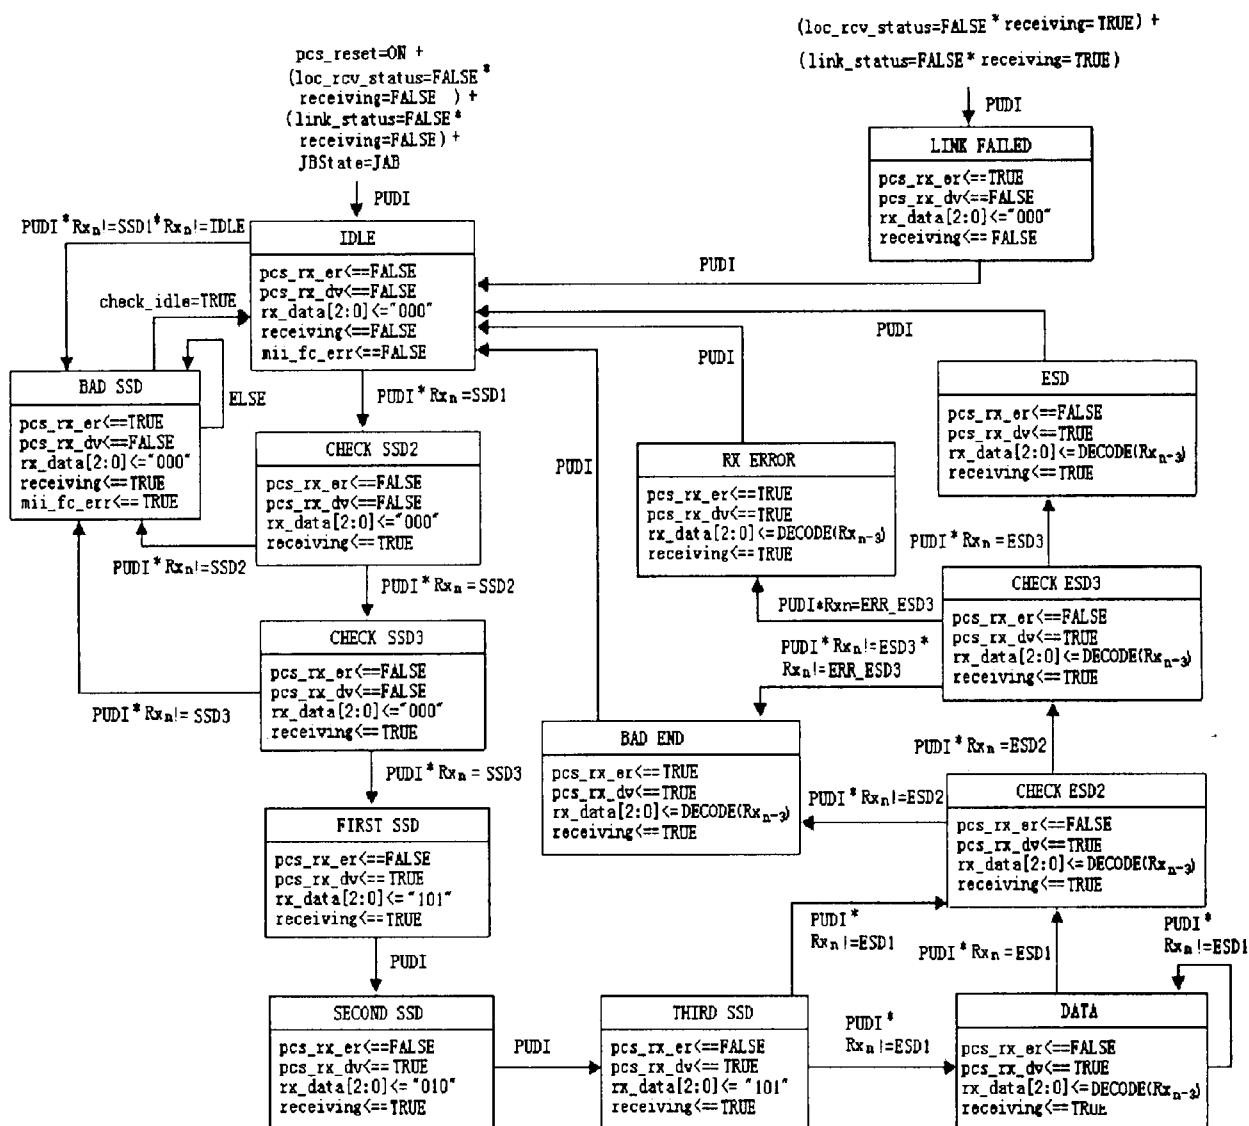 (loc_rcv_status=FALSE* receiving=TRUE) +
(link_status=FALSE* receiving=TRUE)
PUDI
pcs_reset=ON +
(loc_rcv_status=FALSE*
receiving=FALSE ) +
(link_status=FALSE*
receiving=FALSE) +
JBState=JAB
PUDI
LINK FAILED
pcs_rx_er<==TRUE
pcs_rx_dv<==FALSE
rx_data[2:0]<="000"
receiving<== FALSE
PUDI
PUDI*Rxn!=SSD1*Rxn!=IDLE
IDLE
pcs_rx_er<==FALSE
pcs_rx_dv<==FALSE
rx_data[2:0]<="000"
receiving<==FALSE
mii_fc_err<==FALSE
check_idle=TRUE
PUDI
PUDI
BAD SSD
pcs_rx_er<==TRUE
pcs_rx_dv<==FALSE
rx_data[2:0]<="000"
receiving<==TRUE
mii_fc_err<==TRUE
ELSE
PUDI*Rxn=SSD1
CHECK SSD2
pcs_rx_er<==FALSE
pcs_rx_dv<==FALSE
rx_data[2:0]<="000"
receiving<==TRUE
PUDI*Rxn!=SSD2
PUDI*Rxn=SSD2
PUDI
RX ERROR
pcs_rx_er<==TRUE
pcs_rx_dv<==TRUE
rx_data[2:0]<=DECODE(Rxn-3)
receiving<==TRUE
ESD
pcs_rx_er<==FALSE
pcs_rx_dv<==TRUE
rx_data[2:0]<=DECODE(Rxn-3)
receiving<==TRUE
PUDI*Rxn=ESD3
CHECK SSD3
pcs_rx_er<==FALSE
pcs_rx_dv<==FALSE
rx_data[2:0]<="000"
receiving<==TRUE
PUDI*Rxn!= SSD3
PUDI*Rxn= SSD3
PUDI*Rxn=ERR_ESD3
PUDI*Rxn!=ESD3*
Rxn!=ERR_ESD3
CHECK ESD3
pcs_rx_er<==FALSE
pcs_rx_dv<==TRUE
rx_data[2:0]<=DECODE(Rxn-3)
receiving<==TRUE
PUDI*Rxn=ESD2
BAD END
pcs_rx_er<==TRUE
pcs_rx_dv<==TRUE
rx_data[2:0]<=DECODE(Rxn-3)
receiving<==TRUE
PUDI*Rxn!=ESD2
CHECK ESD2
pcs_rx_er<==FALSE
pcs_rx_dv<==TRUE
rx_data[2:0]<=DECODE(Rxn-3)
receiving<==TRUE
FIRST SSD
pcs_rx_er<==FALSE
pcs_rx_dv<==TRUE
rx_data[2:0]<="101"
receiving<==TRUE
PUDI
PUDI*
Rxn!=ESD1
PUDI*Rxn=ESD1
PUDI*
Rxn!=ESD1
SECOND SSD
pcs_rx_er<==FALSE
pcs_rx_dv<==TRUE
rx_data[2:0]<="010"
receiving<==TRUE
PUDI
THIRD SSD
pcs_rx_er<==FALSE
pcs_rx_dv<==TRUE
rx_data[2:0]<= "101"
receiving<==TRUE
PUDI*
Rxn!=ESD1
DATA
pcs_rx_er<==FALSE
pcs_rx_dv<==TRUE
rx_data[2:0]<=DECODE(Rxn-3)
receiving<==TRUE